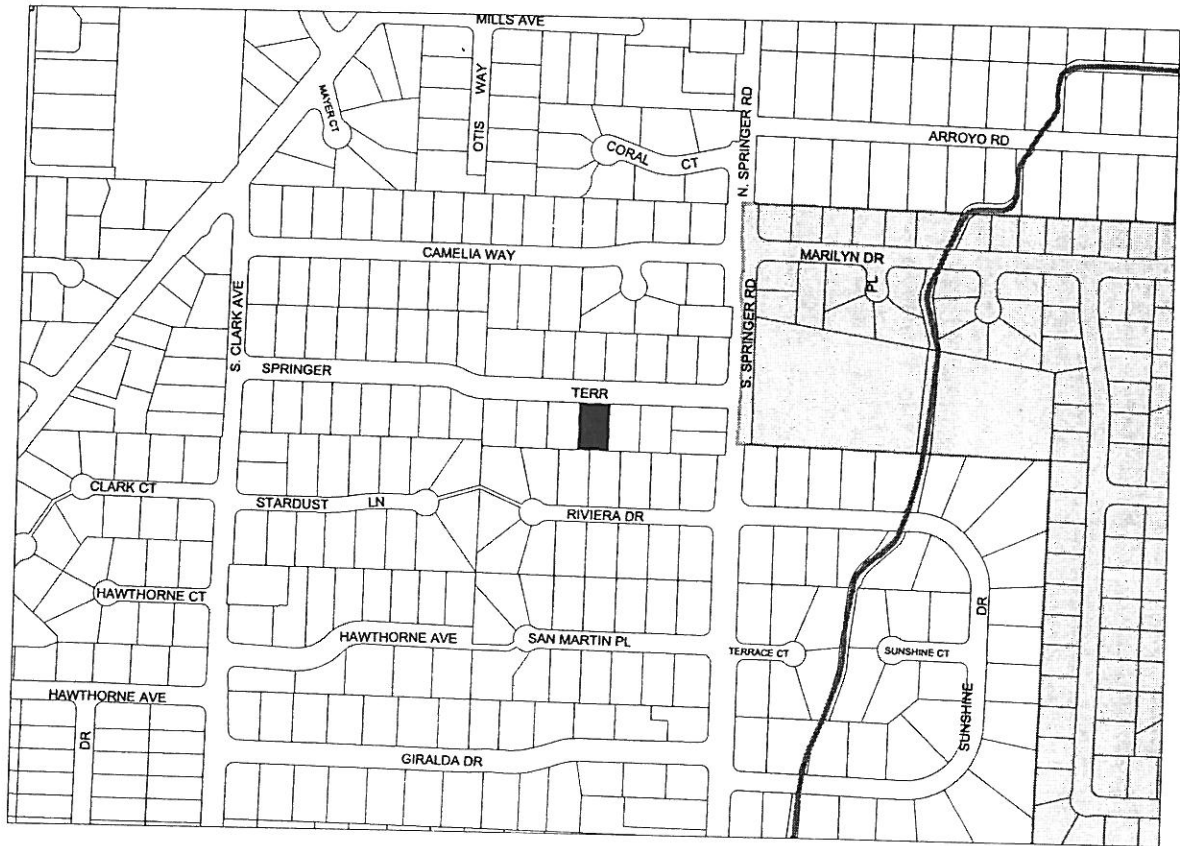 MILLS AVE
MAYER CT
OTIS WAY
CORAL CT
N. SPRINGER RD
ARROYO RD
CAMELIA WAY
MARILYN DR
PL
S. CLARK AVE
S. SPRINGER RD
SPRINGER TERR
CLARK CT
STARDUST LN
RIVIERA DR
HAWTHORNE CT
HAWTHORNE AVE
SAN MARTIN PL
TERRACE CT
SUNSHINE CT
SUNSHINE DR
HAWTHORNE AVE
DR
GIRALDA DR